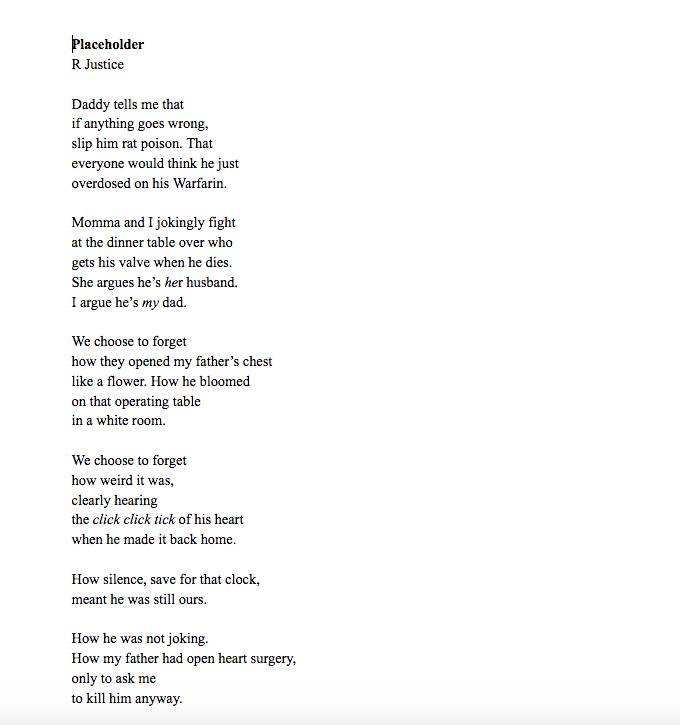 Placeholder
R Justice
Daddy tells me that
if anything goes wrong,
slip him rat poison. That
everyone would think he just
overdosed on his Warfarin.
Momma and I jokingly fight
at the dinner table over who
gets his valve when he dies.
She argues he’s her husband.
I argue he’s my dad.
We choose to forget
how they opened my father’s chest
like a flower. How he bloomed
on that operating table
in a white room.
We choose to forget
how weird it was,
clearly hearing
the click click tick of his heart
when he made it back home.
How silence, save for that clock,
meant he was still ours.
How he was not joking.
How my father had open heart surgery,
only to ask me
to kill him anyway.